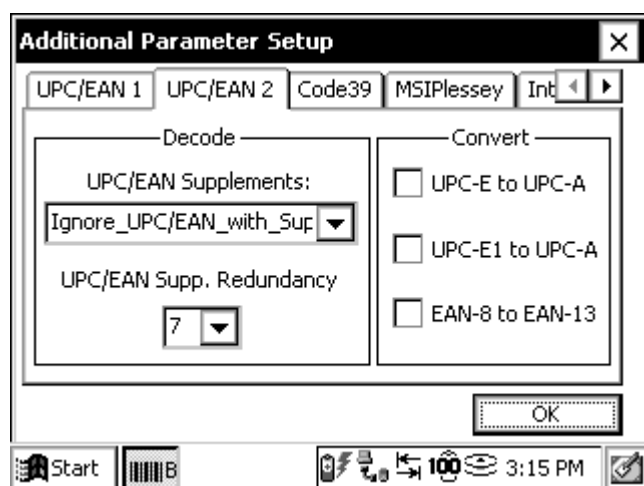 Additional Parameter Setup
UPC/EAN 1 UPC/EAN 2 Code39 MSIPlessey Int
Decode
Convert
UPC/EAN Supplements:
Ignore_UPC/EAN_with_Sup
UPC/EAN Supp. Redundancy
7
UPC-E to UPC-A
UPC-E1 to UPC-A
EAN-8 to EAN-13
OK
Start B 100 3:15 PM